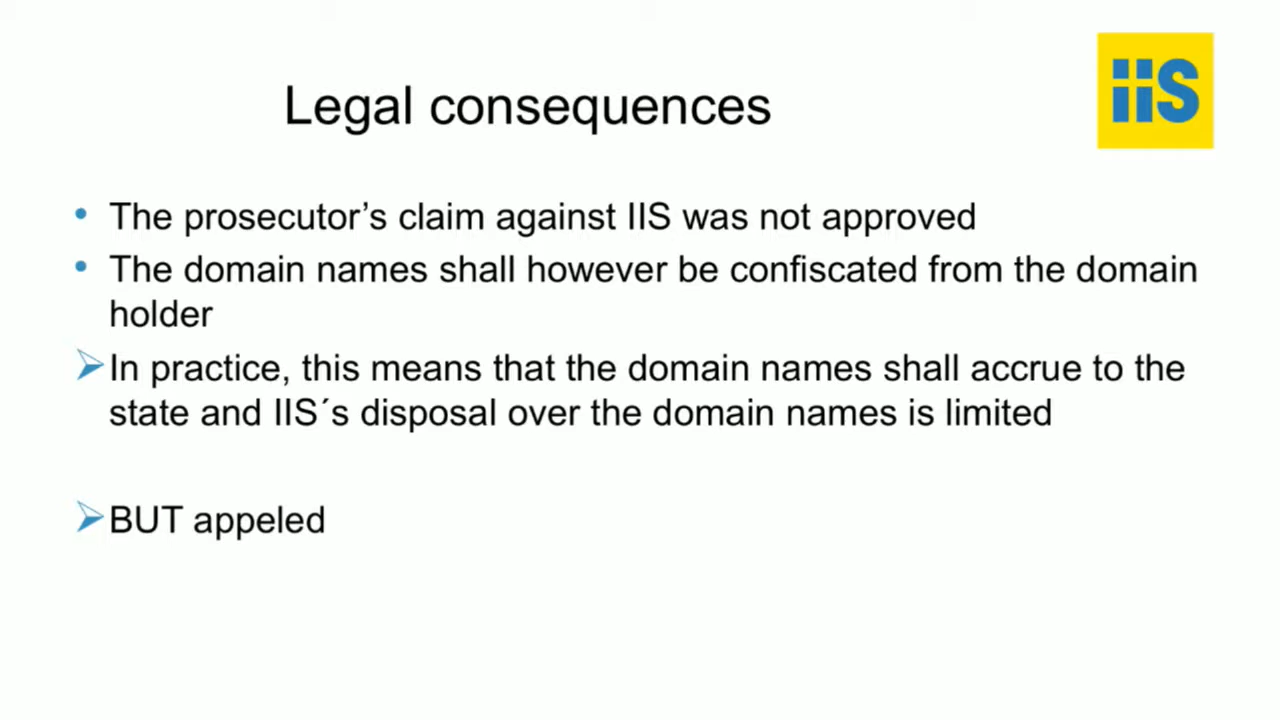 iis
Legal consequences
• The prosecutor’s claim against IIS was not approved
• The domain names shall however be confiscated from the domain
holder
➢In practice, this means that the domain names shall accrue to the
state and IIS´s disposal over the domain names is limited
➢BUT appeled